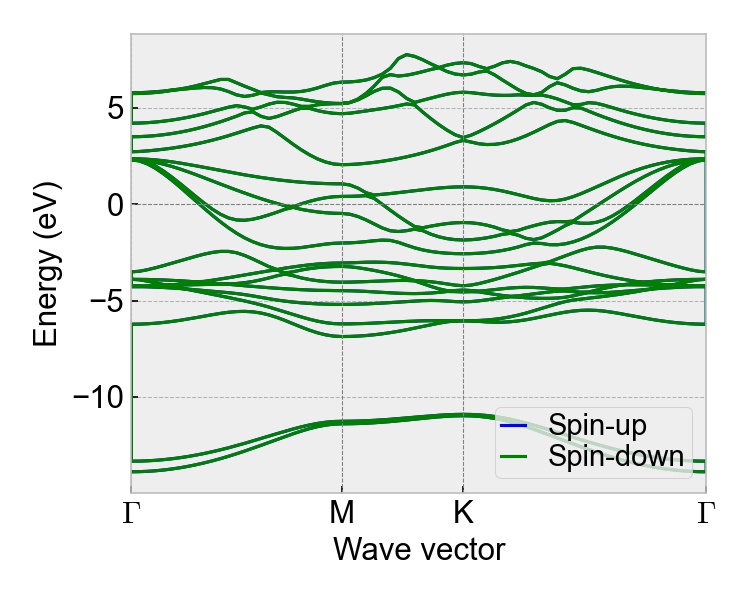 Energy (eV)
5
0
−5
−10
Spin-up
Spin-down
Γ M K Γ
Wave vector